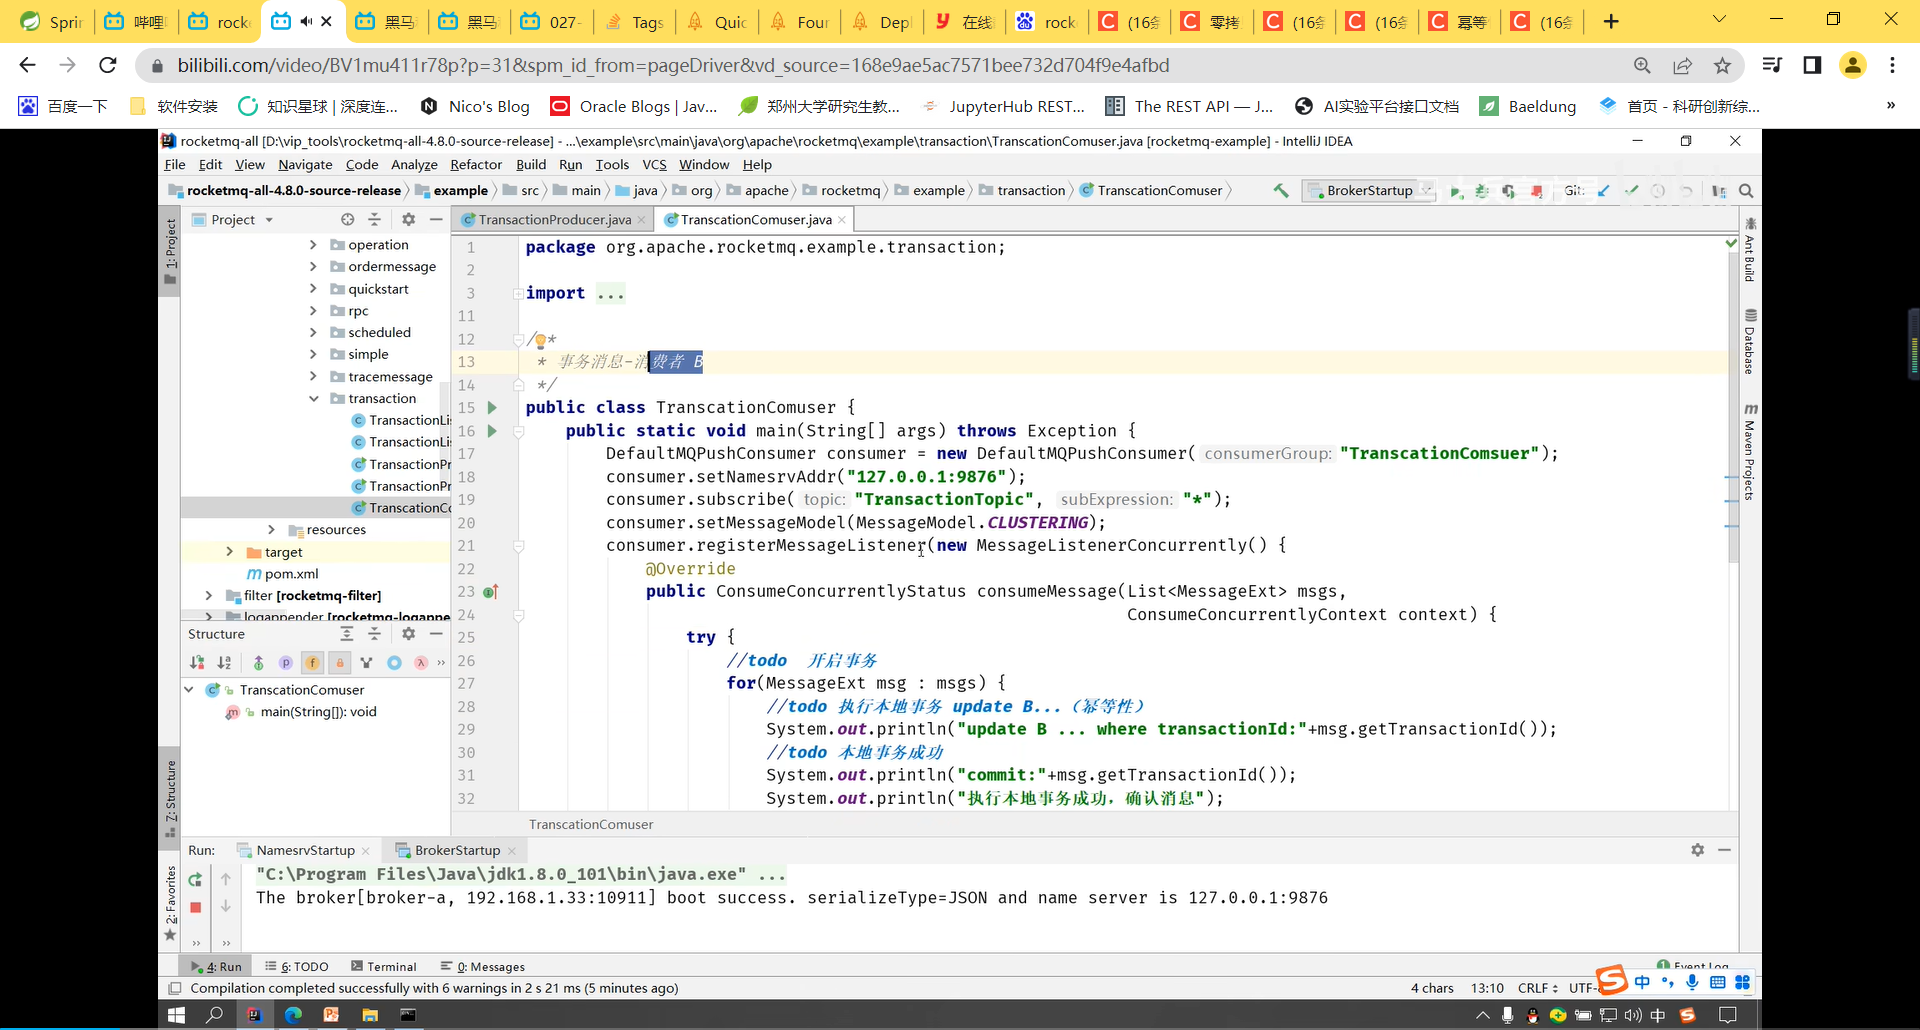 Sprin
哔哩
rock
黑马
黑马
027-
Tags
Quic
Four
Depl
在线
rock
(16条
零拷
(16条
(16条
幂等
(16条
bilibili.com/video/BV1mu411r78p?p=31&spm_id_from=pageDriver&vd_source=168e9ae5ac7571bee732d704f9e4afbd
百度一下
软件安装
知识星球 | 深度连...
Nico's Blog
Oracle Blogs | Jav...
郑州大学研究生教...
JupyterHub REST...
The REST API — J...
AI实验平台接口文档
Baeldung
首页 - 科研创新综...
rocketmq-all [D:\vip_tools\rocketmq-all-4.8.0-source-release] - ...\example\src\main\java\org\apache\rocketmq\example\transaction\TranscationComuser.java [rocketmq-example] - IntelliJ IDEA
File Edit View Navigate Code Analyze Refactor Build Run Tools VCS Window Help
rocketmq-all-4.8.0-source-release example src main java org apache rocketmq example transaction TranscationComuser
BrokerStartup
Git:
1: Project
Project
TransactionProducer.java
TranscationComuser.java
operation
ordermessage
quickstart
rpc
scheduled
simple
tracemessage
transaction
TransactionLis
TransactionLis
TransactionPr
TransactionPr
TranscationCo
resources
target
pom.xml
filter [rocketmq-filter]
logappender [rocketmq-logappe
1 package org.apache.rocketmq.example.transaction;
2
3 import ...
11
12 /**
13 * 事务消息-消费者 B
14 */
15 public class TranscationComuser {
16 public static void main(String[] args) throws Exception {
17 DefaultMQPushConsumer consumer = new DefaultMQPushConsumer( consumerGroup: "TranscationComsuer");
18 consumer.setNamesrvAddr("127.0.0.1:9876");
19 consumer.subscribe( topic: "TransactionTopic", subExpression: "*");
20 consumer.setMessageModel(MessageModel.CLUSTERING);
21 consumer.registerMessageListener(new MessageListenerConcurrently() {
22 @Override
23 public ConsumeConcurrentlyStatus consumeMessage(List<MessageExt> msgs,
24 ConsumeConcurrentlyContext context) {
25 try {
26 //todo 开启事务
27 for(MessageExt msg : msgs) {
28 //todo 执行本地事务 update B...（幂等性）
29 System.out.println("update B ... where transactionId:"+msg.getTransactionId());
30 //todo 本地事务成功
31 System.out.println("commit:"+msg.getTransactionId());
32 System.out.println("执行本地事务成功，确认消息");
TranscationComuser
Ant Build
Database
Maven Projects
Structure
TranscationComuser
main(String[]): void
Z: Structure
2: Favorites
Run: NamesrvStartup BrokerStartup
"C:\Program Files\Java\jdk1.8.0_101\bin\java.exe" ...
The broker[broker-a, 192.168.1.33:10911] boot success. serializeType=JSON and name server is 127.0.0.1:9876
4: Run 6: TODO Terminal 0: Messages
Event Log
Compilation completed successfully with 6 warnings in 2 s 21 ms (5 minutes ago)
4 chars 13:10 CRLF UTF-
中
中